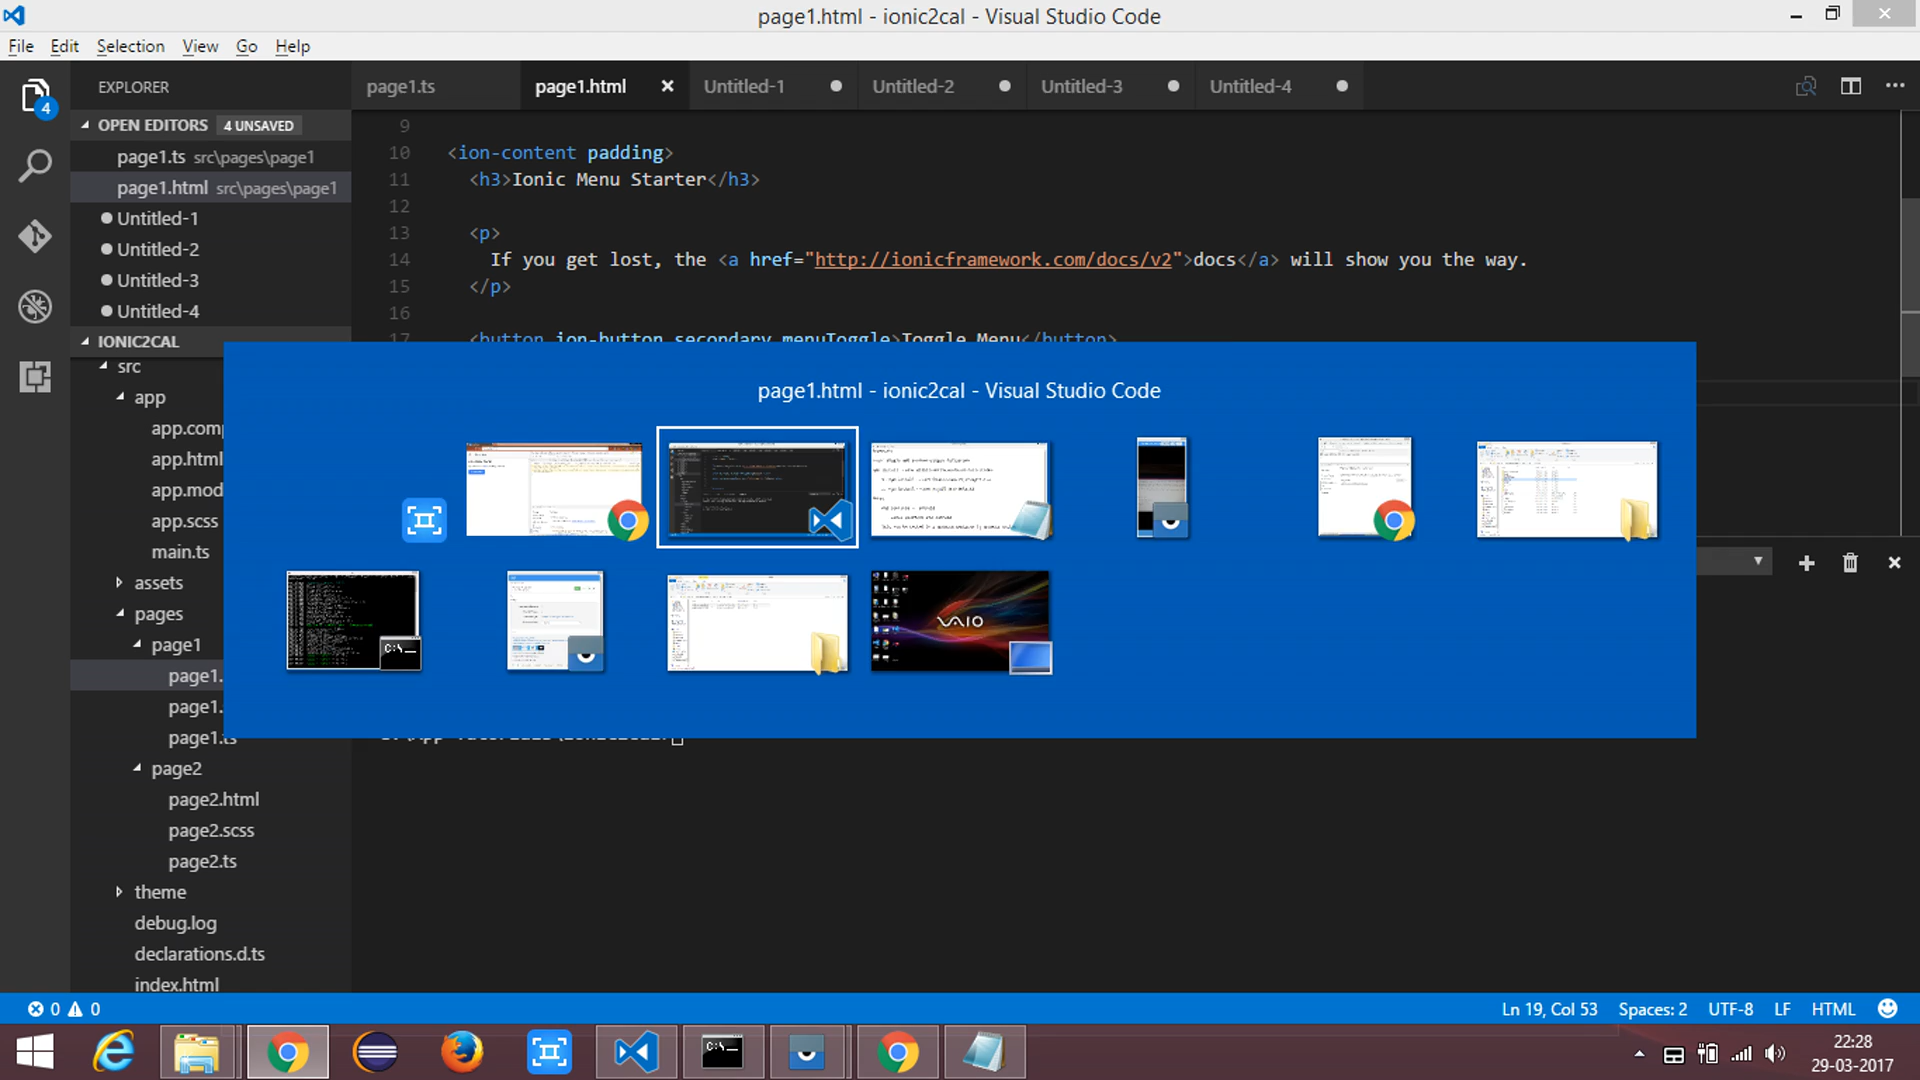 page1.html - ionic2cal - Visual Studio Code
File Edit Selection View Go Help
EXPLORER
page1.ts page1.html Untitled-1 Untitled-2 Untitled-3 Untitled-4
4
OPEN EDITORS 4 UNSAVED
page1.ts src\pages\page1
page1.html src\pages\page1
Untitled-1
Untitled-2
Untitled-3
Untitled-4
IONIC2CAL
src
app
app.comp
app.html
app.mod
app.scss
main.ts
assets
pages
page1
page1.
page1.
page1.ts
page2
page2.html
page2.scss
page2.ts
theme
debug.log
declarations.d.ts
index.html
9
10 <ion-content padding>
11 <h3>Ionic Menu Starter</h3>
12
13 <p>
14 If you get lost, the <a href="http://ionicframework.com/docs/v2">docs</a> will show you the way.
15 </p>
16
17 <button ion-button secondary menuToggle>Toggle Menu</button>
page1.html - ionic2cal - Visual Studio Code
VAIO
C:\_
0 0
Ln 19, Col 53 Spaces: 2 UTF-8 LF HTML
C:\_
22:28
29-03-2017